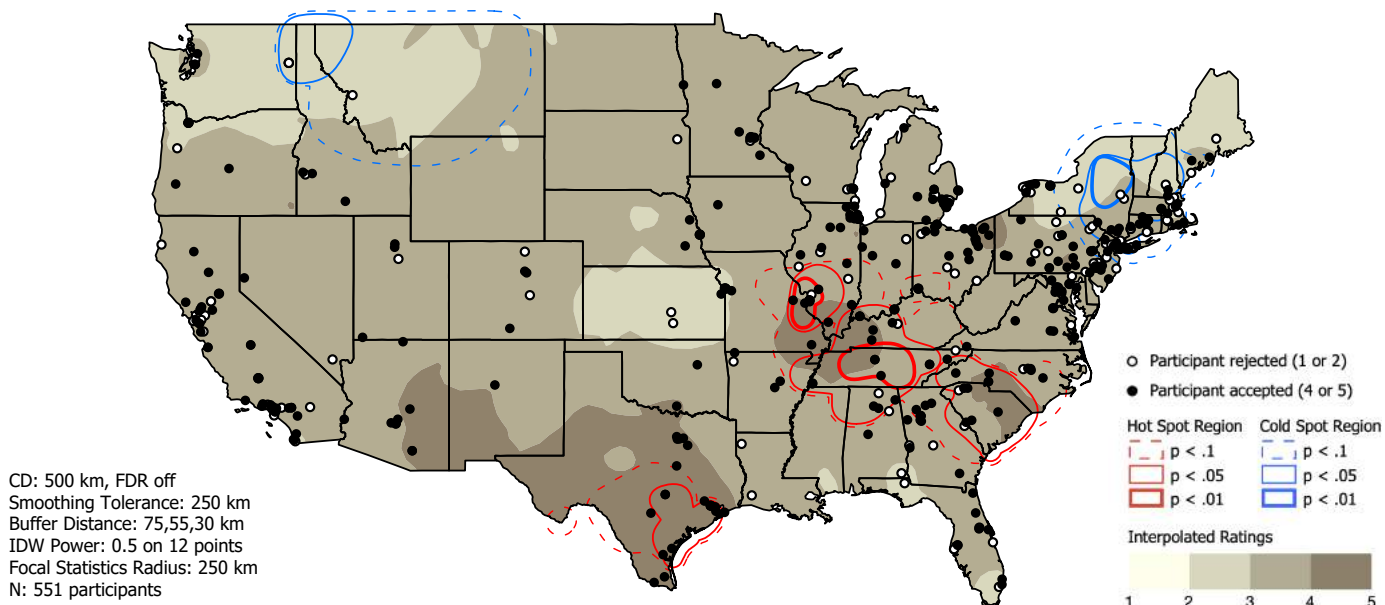 CD: 500 km, FDR off
Smoothing Tolerance: 250 km
Buffer Distance: 75,55,30 km
IDW Power: 0.5 on 12 points
Focal Statistics Radius: 250 km
N: 551 participants
Participant rejected (1 or 2)
Participant accepted (4 or 5)
Hot Spot Region Cold Spot Region
p < .1 p < .1
p < .05 p < .05
p < .01 p < .01
Interpolated Ratings
1 2 3 4 5